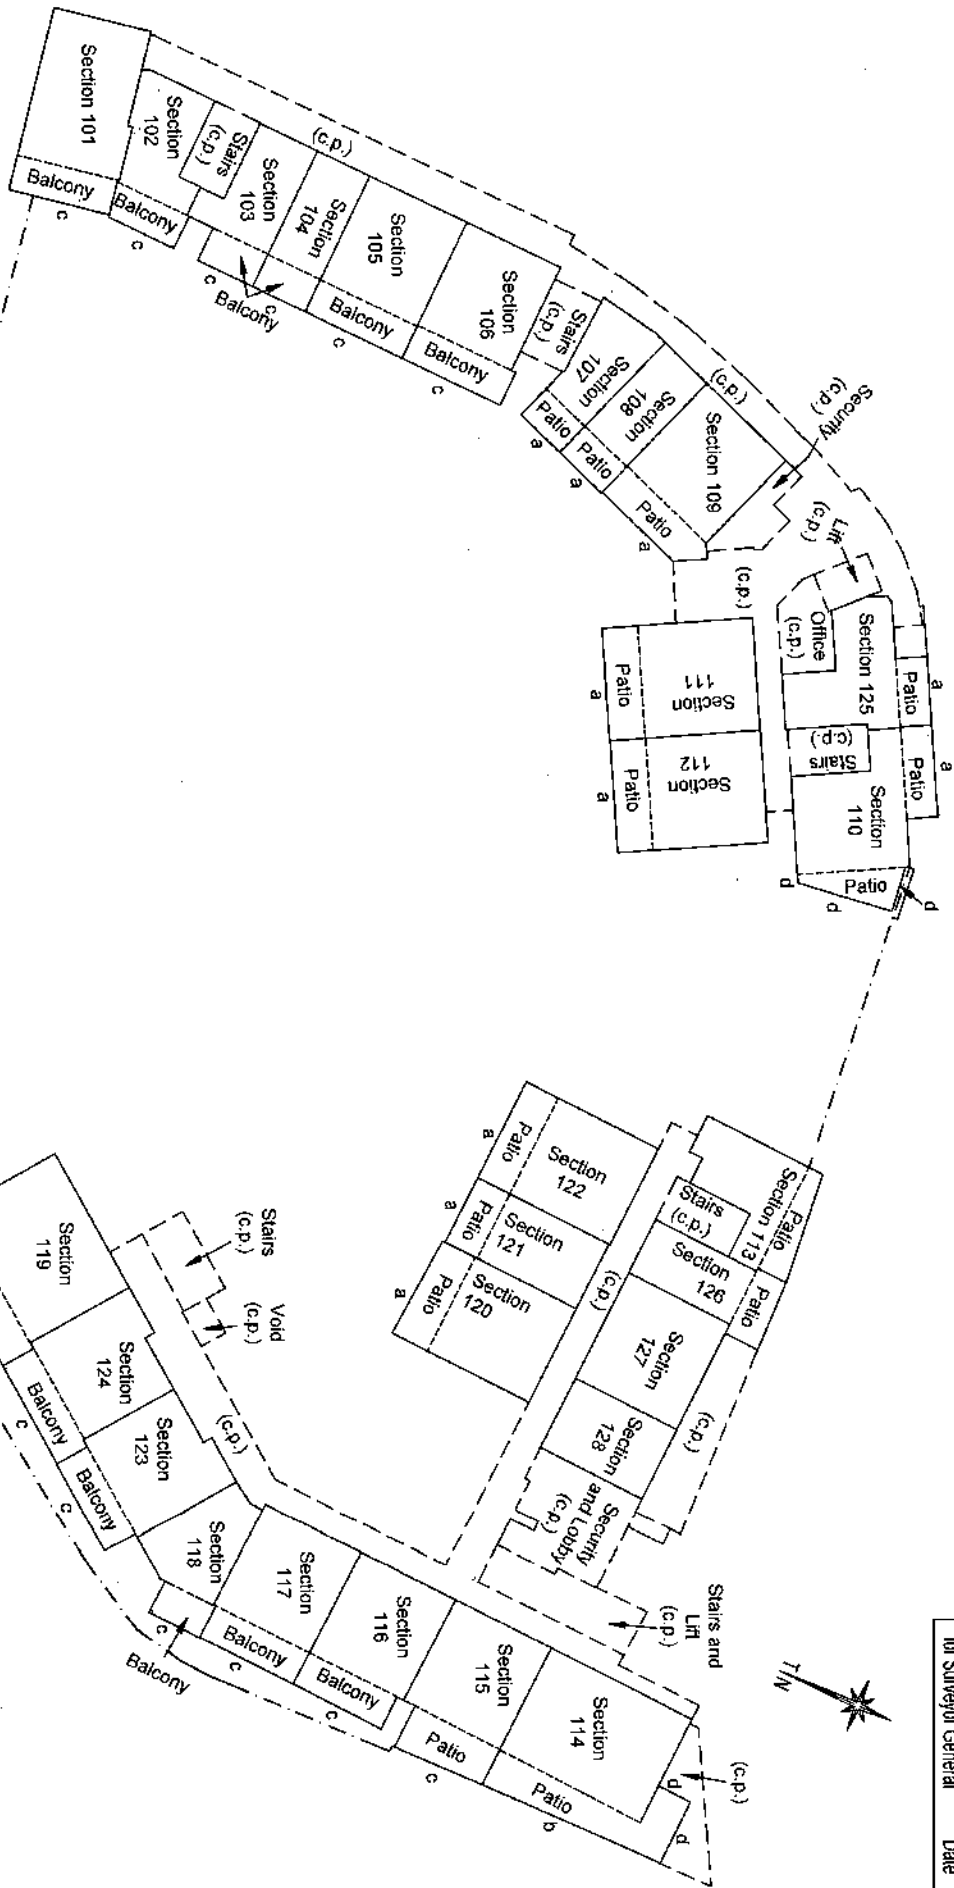 for Surveyor General Date
Section 101
Balcony
c
Section
102
Balcony
c
Stairs
(c.p.)
(c.p.)
Section
103
c
Section
104
c
Balcony
Section
105
Balcony
c
Section
106
Balcony
c
Stairs
(c.p.)
Section
107
Patio
a
Section
108
Patio
a
(c.p.)
Section 109
Patio
a
Security
(c.p.)
Lift
(c.p.)
(c.p.)
Office
(c.p.)
Section 125
Patio
a
Stairs
(c.p.)
Patio
a
Section
110
Patio
d
d
d
Section
111
Patio
a
Section
112
Patio
a
Section
122
Patio
a
Section
121
Patio
a
Section
120
Patio
a
Section 113
Patio
Stairs
(c.p.)
Section
126
Patio
(c.p.)
Section
127
(c.p.)
Section
128
Security
and Lobby
(c.p.)
Stairs and
Lift
(c.p.)
T/N
(c.p.)
Section
114
d
d
Patio
b
Section
115
Patio
c
Section
116
Balcony
c
Section
117
Balcony
c
Section
118
c
Balcony
(c.p.)
Section
123
Balcony
c
Section
124
Balcony
c
Section
119
Stairs
(c.p.)
Void
(c.p.)